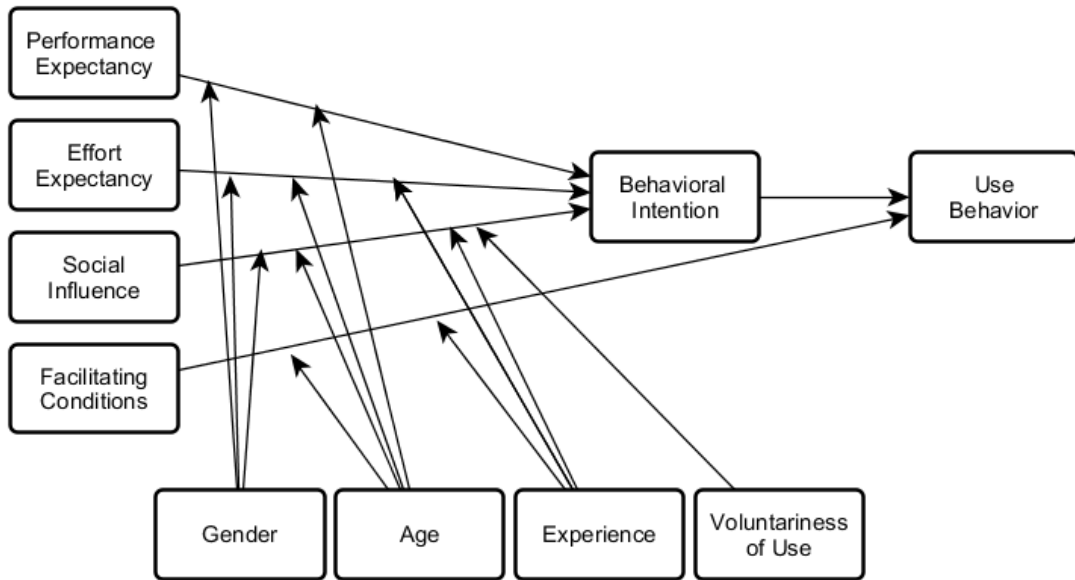 Performance
Expectancy
Effort
Expectancy
Social
Influence
Facilitating
Conditions
Behavioral
Intention
Use
Behavior
Gender
Age
Experience
Voluntariness
of Use